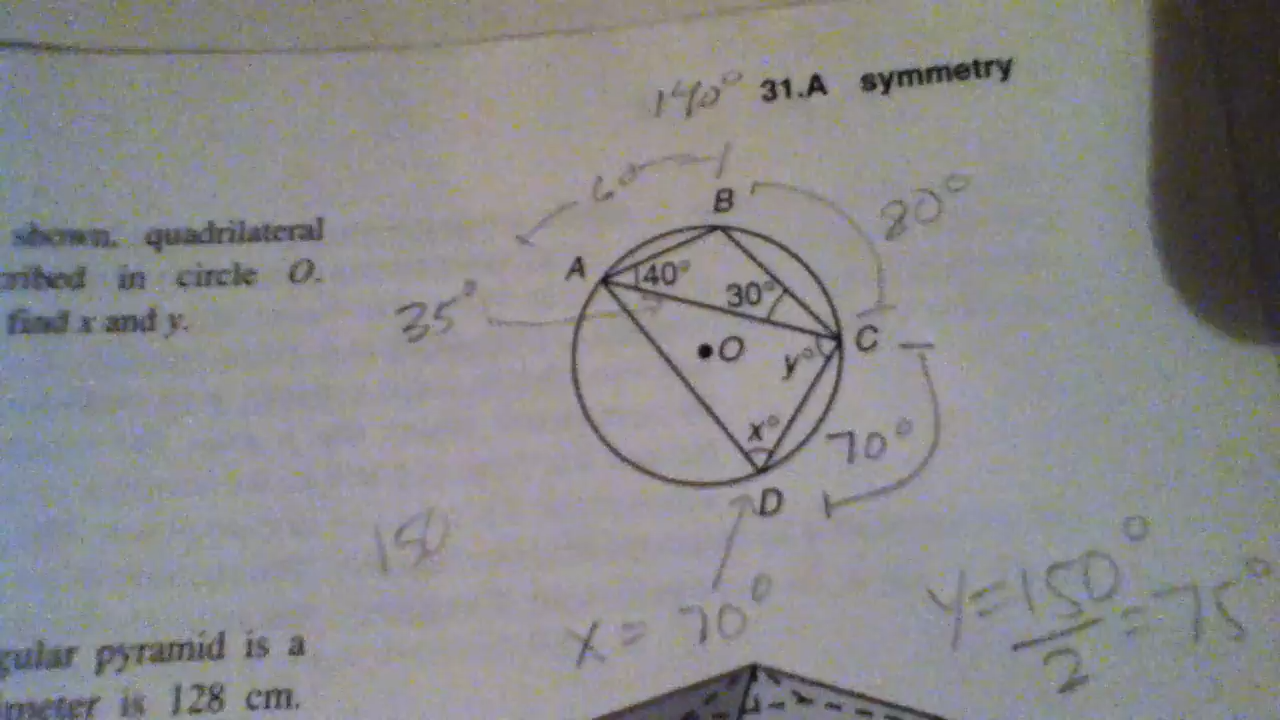 140° 31.A symmetry
60
B
80°
shown, quadrilateral
cribed in circle O.
find x and y.
A
40°
35°
30°
O
y°
C
x°
70°
D
150
x = 70°
y = 150° / 2 = 75°
gular pyramid is a
imeter is 128 cm.